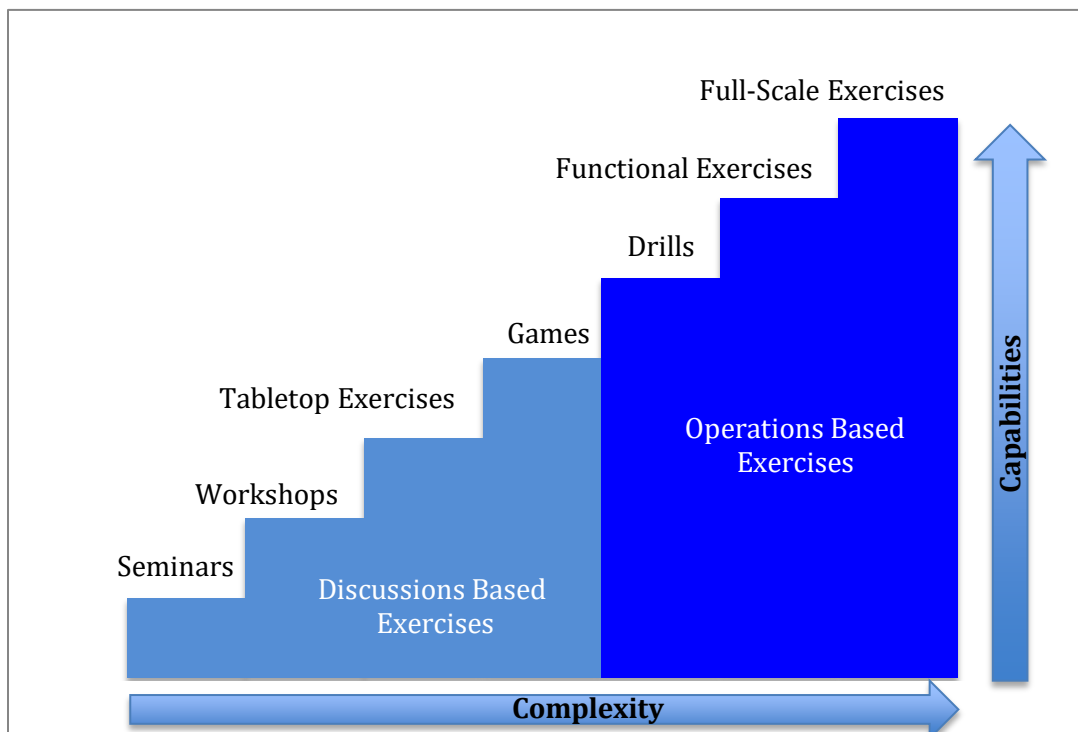 Full-Scale Exercises
Functional Exercises
Drills
Games
Tabletop Exercises
Workshops
Seminars
Operations Based
Exercises
Discussions Based
Exercises
Capabilities
Complexity